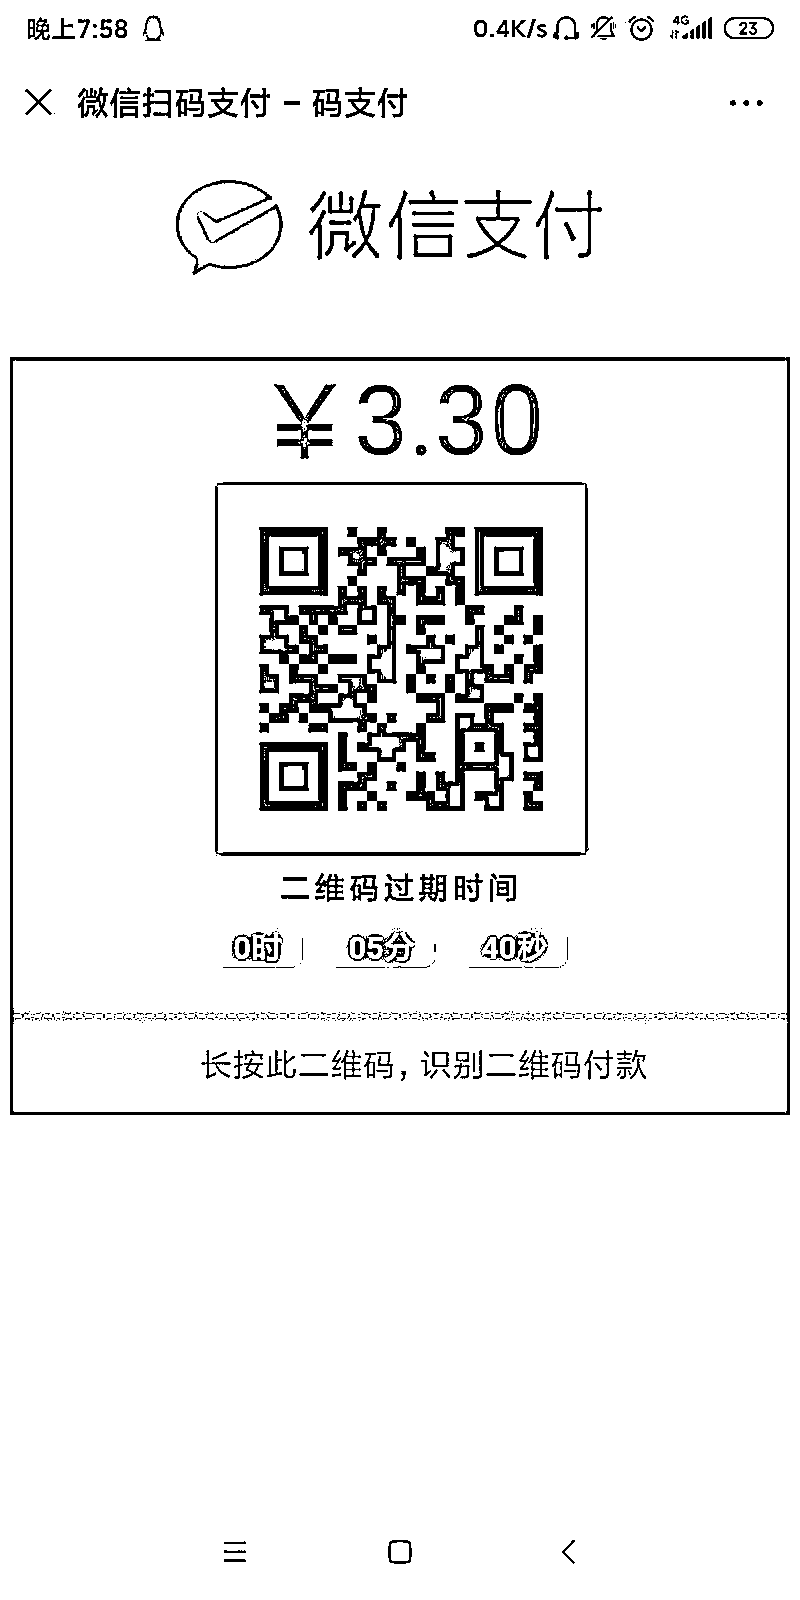 晚上7:58 0.4K/s 4G 23
微信扫码支付 - 码支付
微信支付
¥3.30
二维码过期时间
0时 05分 40秒
长按此二维码, 识别二维码付款